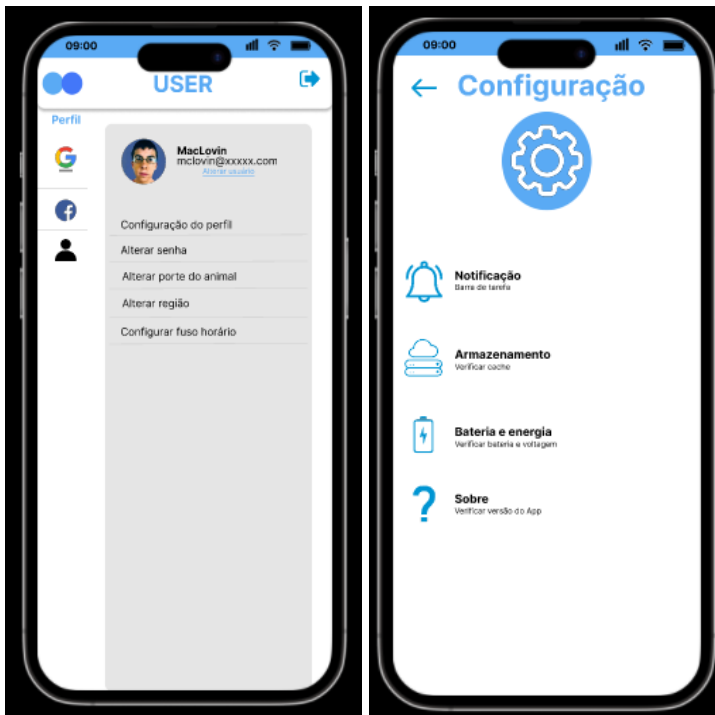 09:00
USER
Perfil
MacLovin
mclovin@xxxxx.com
Alterar usuário
Configuração do perfil
Alterar senha
Alterar porte do animal
Alterar região
Configurar fuso horário
09:00
Configuração
Notificação
Barra de tarefa
Armazenamento
Verificar cache
Bateria e energia
Verificar bateria e voltagem
Sobre
Verificar versão do App